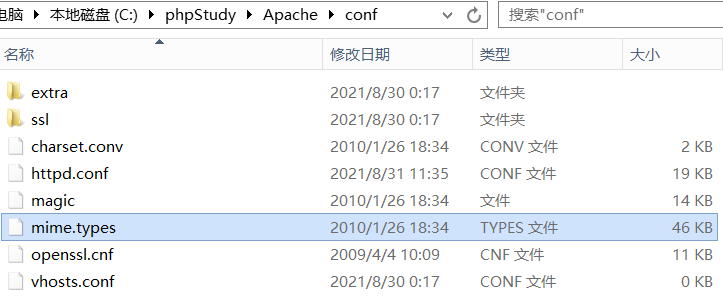 电脑 › 本地磁盘 (C:) › phpStudy › Apache › conf 搜索"conf"
名称 修改日期 类型 大小
extra 2021/8/30 0:17 文件夹
ssl 2021/8/30 0:17 文件夹
charset.conv 2010/1/26 18:34 CONV 文件 2 KB
httpd.conf 2021/8/31 11:35 CONF 文件 19 KB
magic 2010/1/26 18:34 文件 14 KB
mime.types 2010/1/26 18:34 TYPES 文件 46 KB
openssl.cnf 2009/4/4 10:09 CNF 文件 11 KB
vhosts.conf 2021/8/30 0:17 CONF 文件 0 KB